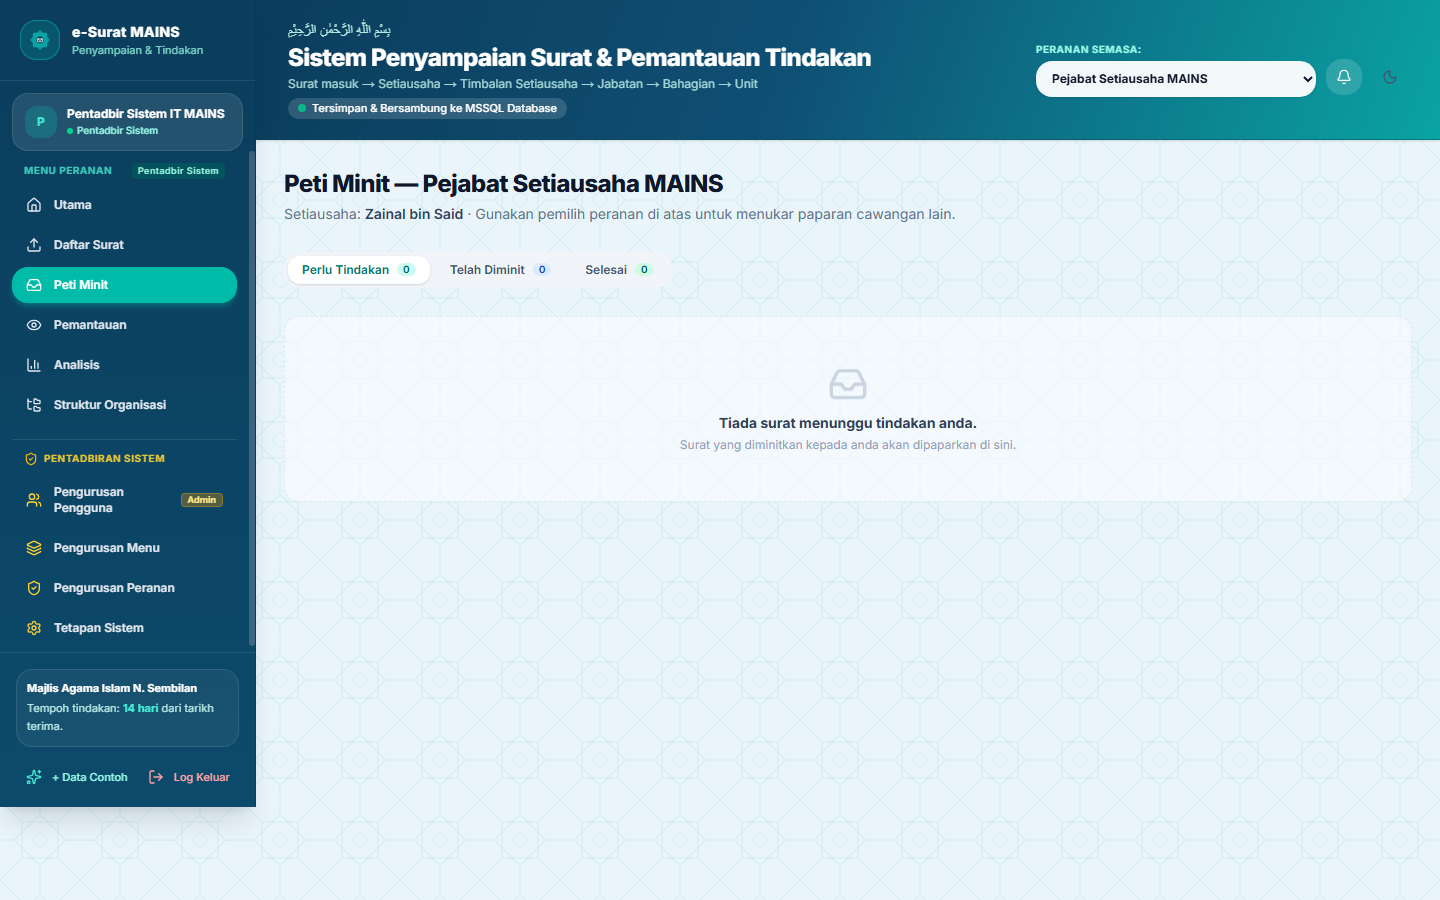 e-Surat MAINS
Penyampaian & Tindakan
P
Pentadbir Sistem IT MAINS
Pentadbir Sistem
MENU PERANAN
Pentadbir Sistem
Utama
Daftar Surat
Peti Minit
Pemantauan
Analisis
Struktur Organisasi
PENTADBIRAN SISTEM
Pengurusan
Pengguna
Admin
Pengurusan Menu
Pengurusan Peranan
Tetapan Sistem
Majlis Agama Islam N. Sembilan
Tempoh tindakan: 14 hari dari tarikh
terima.
+ Data Contoh
Log Keluar
بِسْمِ اللَّهِ الرَّحْمَٰنِ الرَّحِيْمِ
Sistem Penyampaian Surat & Pemantauan Tindakan
Surat masuk → Setiausaha → Timbalan Setiausaha → Jabatan → Bahagian → Unit
Tersimpan & Bersambung ke MSSQL Database
PERANAN SEMASA:
Pejabat Setiausaha MAINS
Peti Minit — Pejabat Setiausaha MAINS
Setiausaha: Zainal bin Said · Gunakan pemilih peranan di atas untuk menukar paparan cawangan lain.
Perlu Tindakan 0
Telah Diminit 0
Selesai 0
Tiada surat menunggu tindakan anda.
Surat yang diminitkan kepada anda akan dipaparkan di sini.